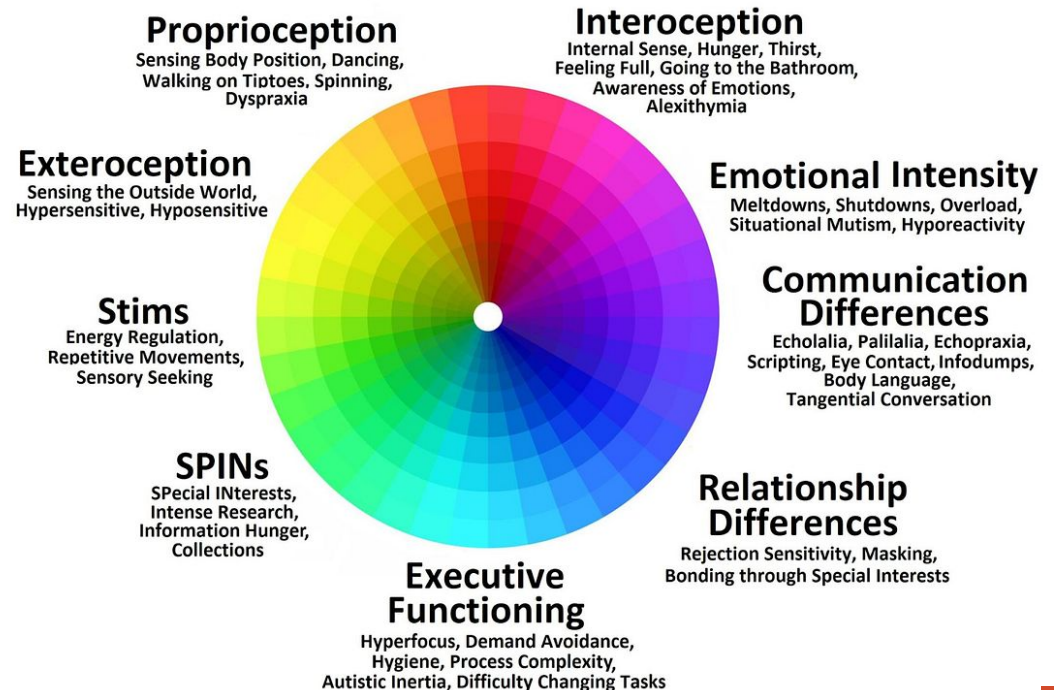 Proprioception
Sensing Body Position, Dancing,
Walking on Tiptoes, Spinning,
Dyspraxia
Interoception
Internal Sense, Hunger, Thirst,
Feeling Full, Going to the Bathroom,
Awareness of Emotions,
Alexithymia
Exteroception
Sensing the Outside World,
Hypersensitive, Hyposensitive
Emotional Intensity
Meltdowns, Shutdowns, Overload,
Situational Mutism, Hyporeactivity
Stims
Energy Regulation,
Repetitive Movements,
Sensory Seeking
Communication
Differences
Echolalia, Palilalia, Echopraxia,
Scripting, Eye Contact, Infodumps,
Body Language,
Tangential Conversation
SPINs
SPecial INterests,
Intense Research,
Information Hunger,
Collections
Relationship
Differences
Rejection Sensitivity, Masking,
Bonding through Special Interests
Executive
Functioning
Hyperfocus, Demand Avoidance,
Hygiene, Process Complexity,
Autistic Inertia, Difficulty Changing Tasks